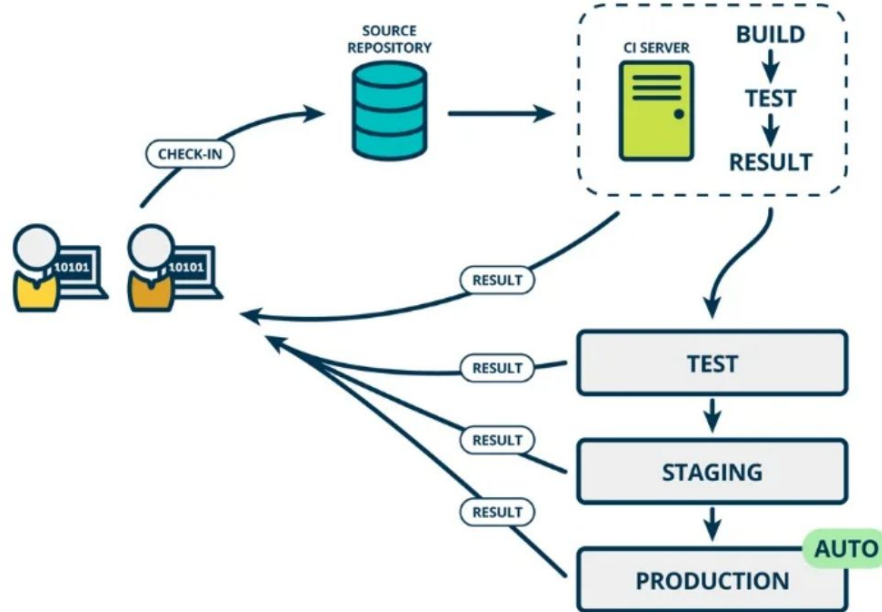 SOURCE
REPOSITORY
CI SERVER
BUILD
TEST
RESULT
CHECK-IN
10101
10101
RESULT
RESULT
TEST
RESULT
STAGING
RESULT
AUTO
PRODUCTION